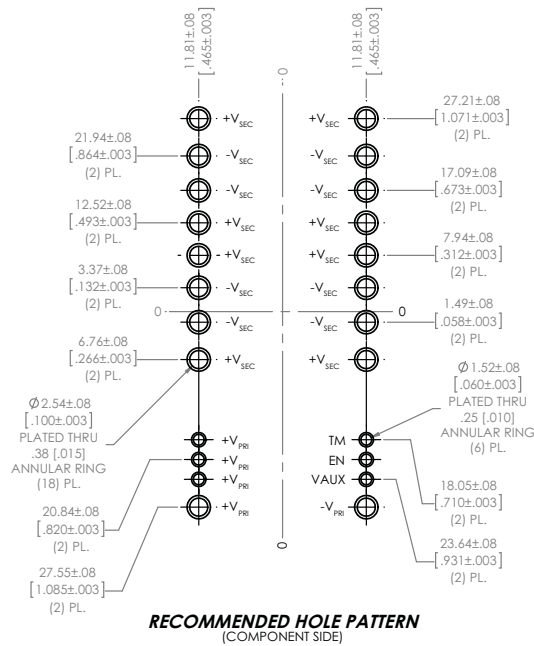 11.81±.08
[.465±.003]
11.81±.08
[.465±.003]
0
+VSEC
+VSEC
27.21±.08
[1.071±.003]
(2) PL.
21.94±.08
[.864±.003]
(2) PL.
-VSEC
-VSEC
17.09±.08
[.673±.003]
(2) PL.
-VSEC
-VSEC
12.52±.08
[.493±.003]
(2) PL.
+VSEC
+VSEC
7.94±.08
[.312±.003]
(2) PL.
+VSEC
+VSEC
3.37±.08
[.132±.003]
(2) PL.
-VSEC
-VSEC
1.49±.08
[.058±.003]
(2) PL.
0
0
-VSEC
-VSEC
6.76±.08
[.266±.003]
(2) PL.
+VSEC
+VSEC
Ø2.54±.08
[.100±.003]
PLATED THRU
.38 [.015]
ANNULAR RING
(18) PL.
Ø1.52±.08
[.060±.003]
PLATED THRU
.25 [.010]
ANNULAR RING
(6) PL.
+VPRI
TM
+VPRI
EN
+VPRI
VAUX
18.05±.08
[.710±.003]
(2) PL.
20.84±.08
[.820±.003]
(2) PL.
+VPRI
-VPRI
23.64±.08
[.931±.003]
(2) PL.
27.55±.08
[1.085±.003]
(2) PL.
0
RECOMMENDED HOLE PATTERN
(COMPONENT SIDE)